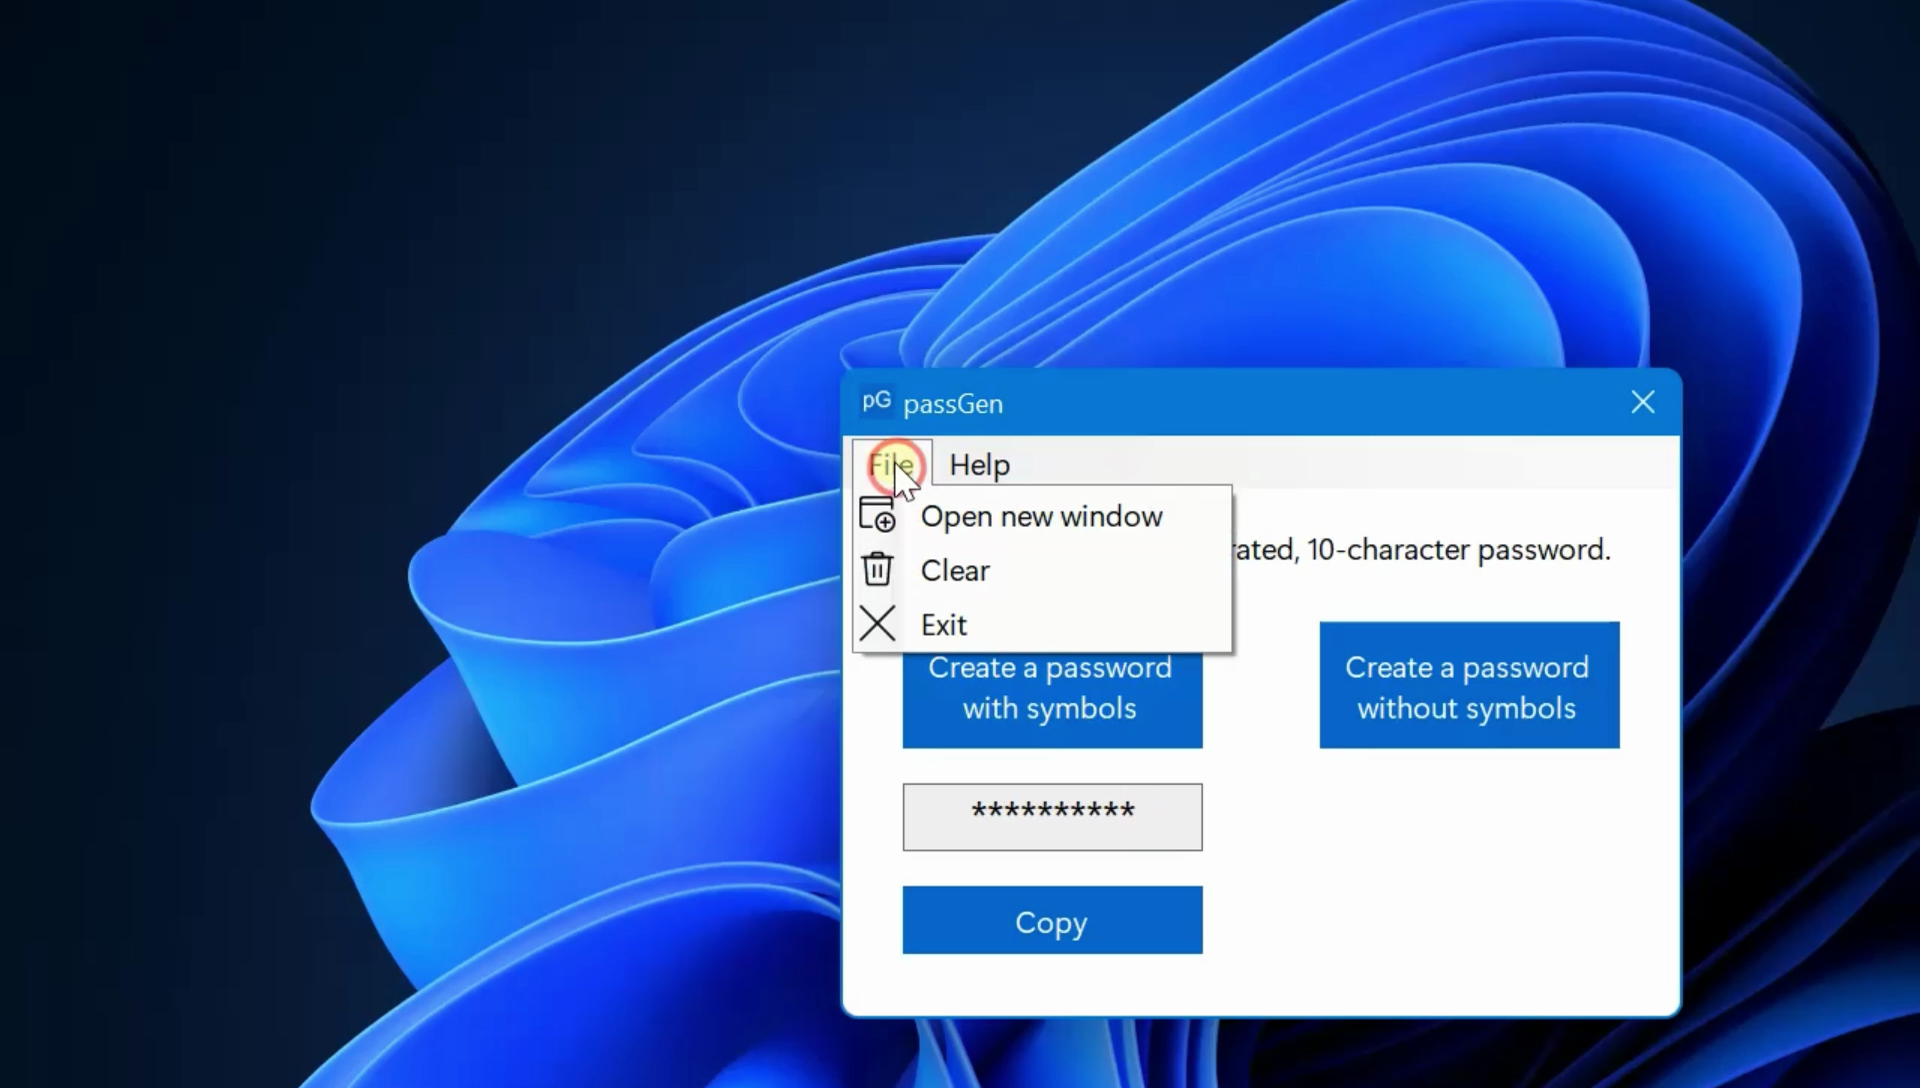 pG passGen
File Help
Open new window
rated, 10-character password.
Clear
Exit
Create a password
with symbols
Create a password
without symbols
**********
Copy